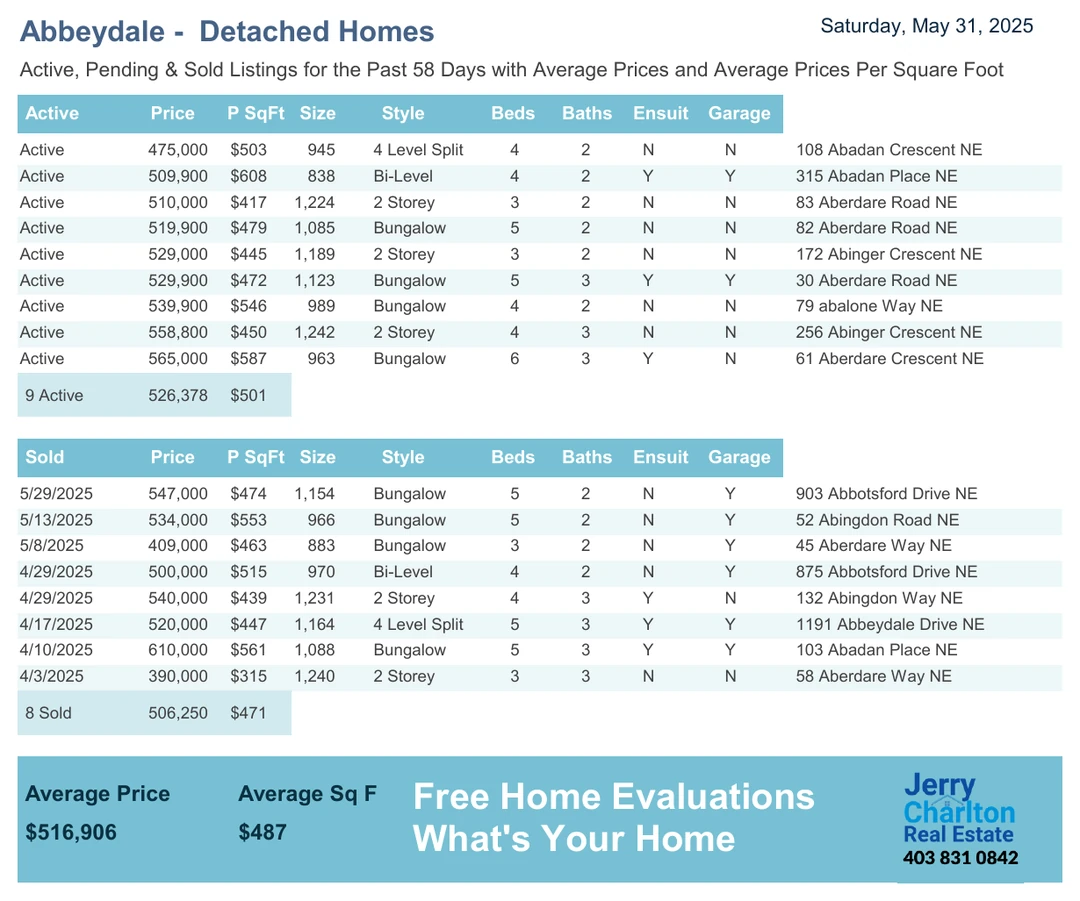 Abbeydale - Detached Homes
Saturday, May 31, 2025
Active, Pending & Sold Listings for the Past 58 Days with Average Prices and Average Prices Per Square Foot
Active Price P SqFt Size Style Beds Baths Ensuit Garage
Active 475,000 $503 945 4 Level Split 4 2 N N 108 Abadan Crescent NE
Active 509,900 $608 838 Bi-Level 4 2 Y Y 315 Abadan Place NE
Active 510,000 $417 1,224 2 Storey 3 2 N N 83 Aberdare Road NE
Active 519,900 $479 1,085 Bungalow 5 2 N N 82 Aberdare Road NE
Active 529,000 $445 1,189 2 Storey 3 2 N N 172 Abinger Crescent NE
Active 529,900 $472 1,123 Bungalow 5 3 Y Y 30 Aberdare Road NE
Active 539,900 $546 989 Bungalow 4 2 N N 79 abalone Way NE
Active 558,800 $450 1,242 2 Storey 4 3 N N 256 Abinger Crescent NE
Active 565,000 $587 963 Bungalow 6 3 Y N 61 Aberdare Crescent NE
9 Active 526,378 $501
Sold Price P SqFt Size Style Beds Baths Ensuit Garage
5/29/2025 547,000 $474 1,154 Bungalow 5 2 N Y 903 Abbotsford Drive NE
5/13/2025 534,000 $553 966 Bungalow 5 2 N Y 52 Abingdon Road NE
5/8/2025 409,000 $463 883 Bungalow 3 2 N Y 45 Aberdare Way NE
4/29/2025 500,000 $515 970 Bi-Level 4 2 N Y 875 Abbotsford Drive NE
4/29/2025 540,000 $439 1,231 2 Storey 4 3 Y N 132 Abingdon Way NE
4/17/2025 520,000 $447 1,164 4 Level Split 5 3 Y Y 1191 Abbeydale Drive NE
4/10/2025 610,000 $561 1,088 Bungalow 5 3 Y Y 103 Abadan Place NE
4/3/2025 390,000 $315 1,240 2 Storey 3 3 N N 58 Aberdare Way NE
8 Sold 506,250 $471
Average Price Average Sq F
$516,906 $487
Free Home Evaluations
What's Your Home
Jerry
Charlton
Real Estate
403 831 0842